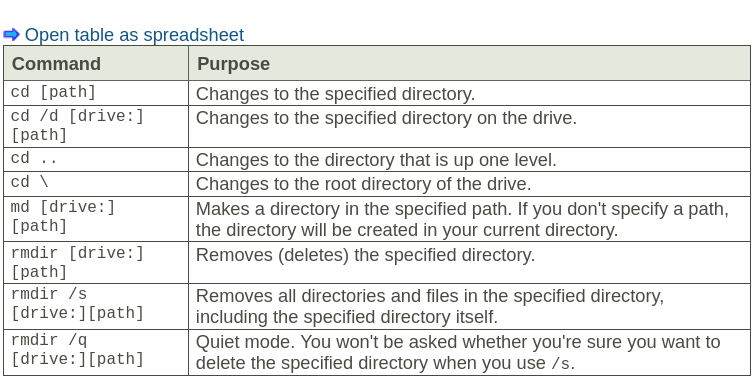 Open table as spreadsheet
Command Purpose
cd [path] Changes to the specified directory.
cd /d [drive:] Changes to the specified directory on the drive.
[path]
cd .. Changes to the directory that is up one level.
cd \ Changes to the root directory of the drive.
md [drive:] Makes a directory in the specified path. If you don't specify a path,
[path] the directory will be created in your current directory.
rmdir [drive:] Removes (deletes) the specified directory.
[path]
rmdir /s Removes all directories and files in the specified directory,
[drive:][path] including the specified directory itself.
rmdir /q Quiet mode. You won't be asked whether you're sure you want to
[drive:][path] delete the specified directory when you use /s.